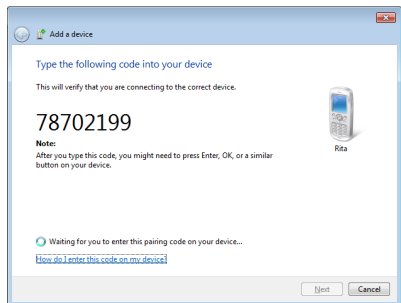 Add a device
Type the following code into your device
This will verify that you are connecting to the correct device.
78702199
Note:
After you type this code, you might need to press Enter, OK, or a similar
button on your device.
Rita
Waiting for you to enter this pairing code on your device...
How do I enter this code on my device?
Next Cancel